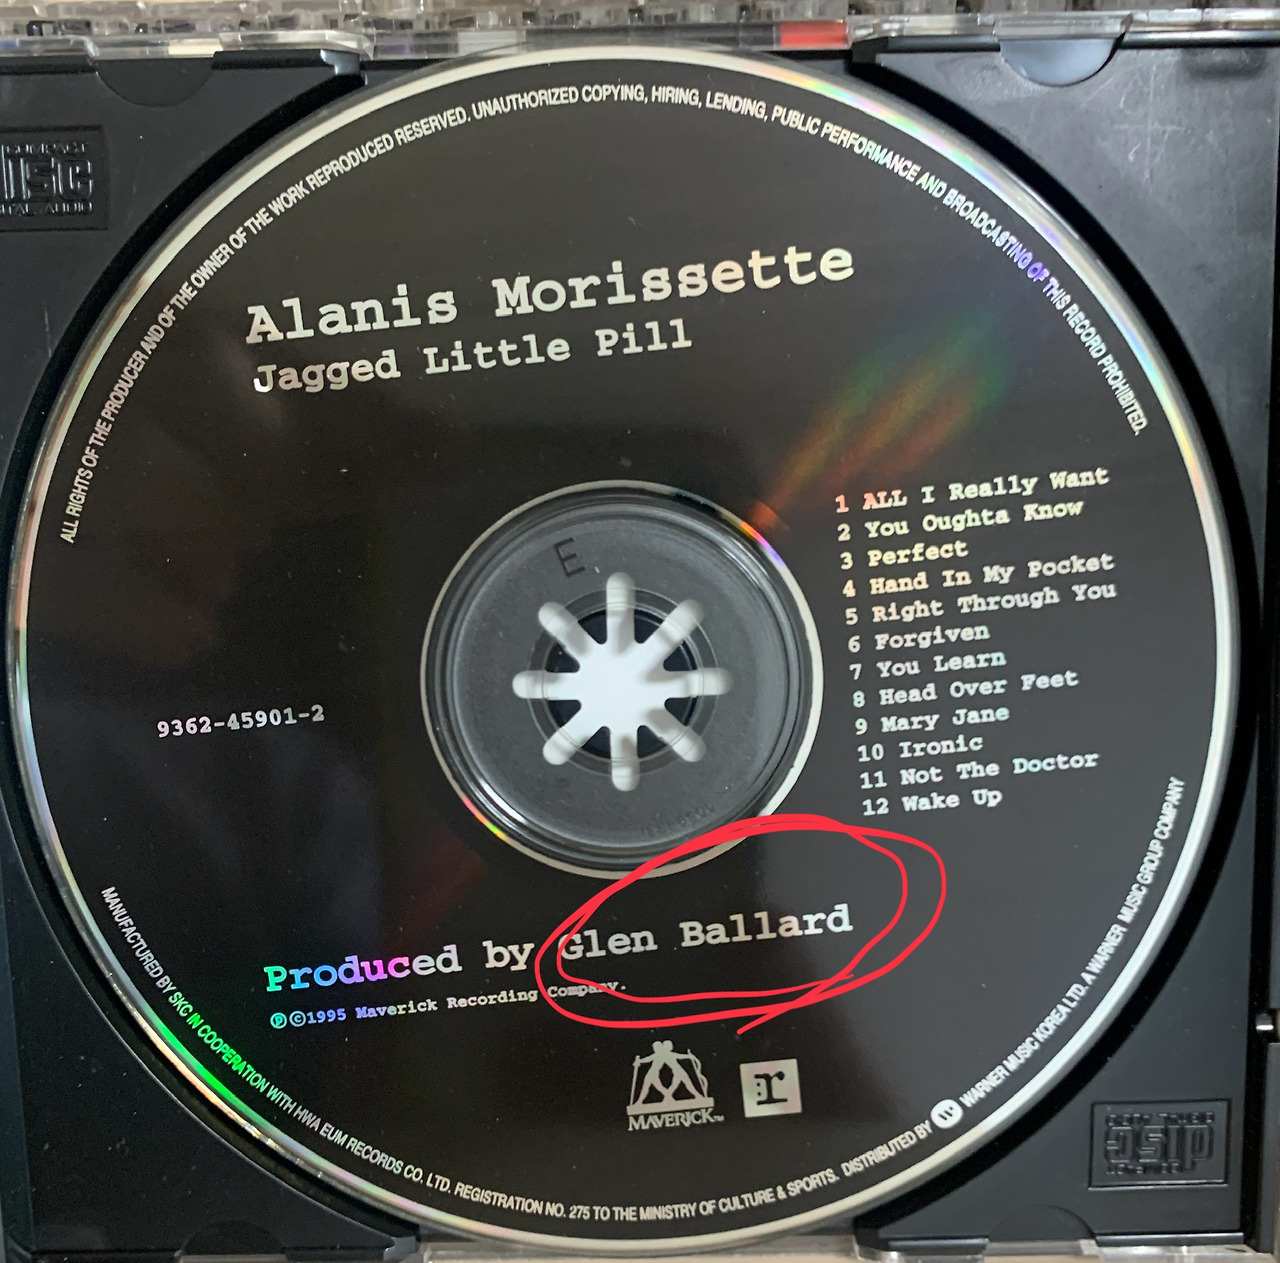 ALL RIGHTS OF THE PRODUCER AND OF THE OWNER OF THE WORK REPRODUCED RESERVED. UNAUTHORIZED COPYING, HIRING, LENDING, PUBLIC PERFORMANCE AND BROADCASTING OF THIS RECORD PROHIBITED.
Alanis Morissette
Jagged Little Pill
1 ALL I Really Want
2 You Oughta Know
3 Perfect
4 Hand In My Pocket
5 Right Through You
6 Forgiven
7 You Learn
8 Head Over Feet
9 Mary Jane
10 Ironic
11 Not The Doctor
12 Wake Up
E
9362-45901-2
Produced by Glen Ballard
℗©1995 Maverick Recording Company.
MAVERICK™
r
MANUFACTURED BY SKC IN COOPERATION WITH HWA EUM RECORDS CO. LTD. REGISTRATION NO. 275 TO THE MINISTRY OF CULTURE & SPORTS. DISTRIBUTED BY WARNER MUSIC KOREA LTD. A WARNER MUSIC GROUP COMPANY